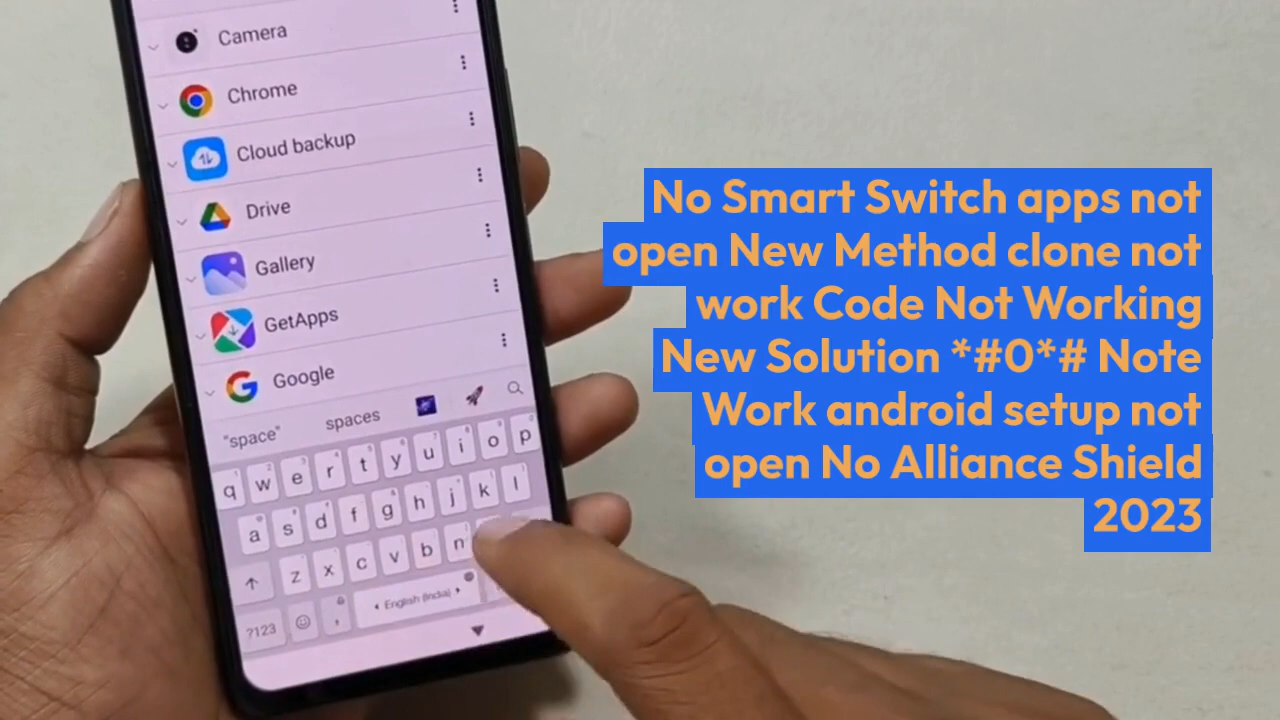 Camera
Chrome
Cloud backup
Drive
Gallery
GetApps
Google
"space" spaces
q w e r t y u i o p
a s d f g h j k l
z x c v b n
?123 , English (India)
No Smart Switch apps not
open New Method clone not
work Code Not Working
New Solution *#0*# Note
Work android setup not
open No Alliance Shield
2023